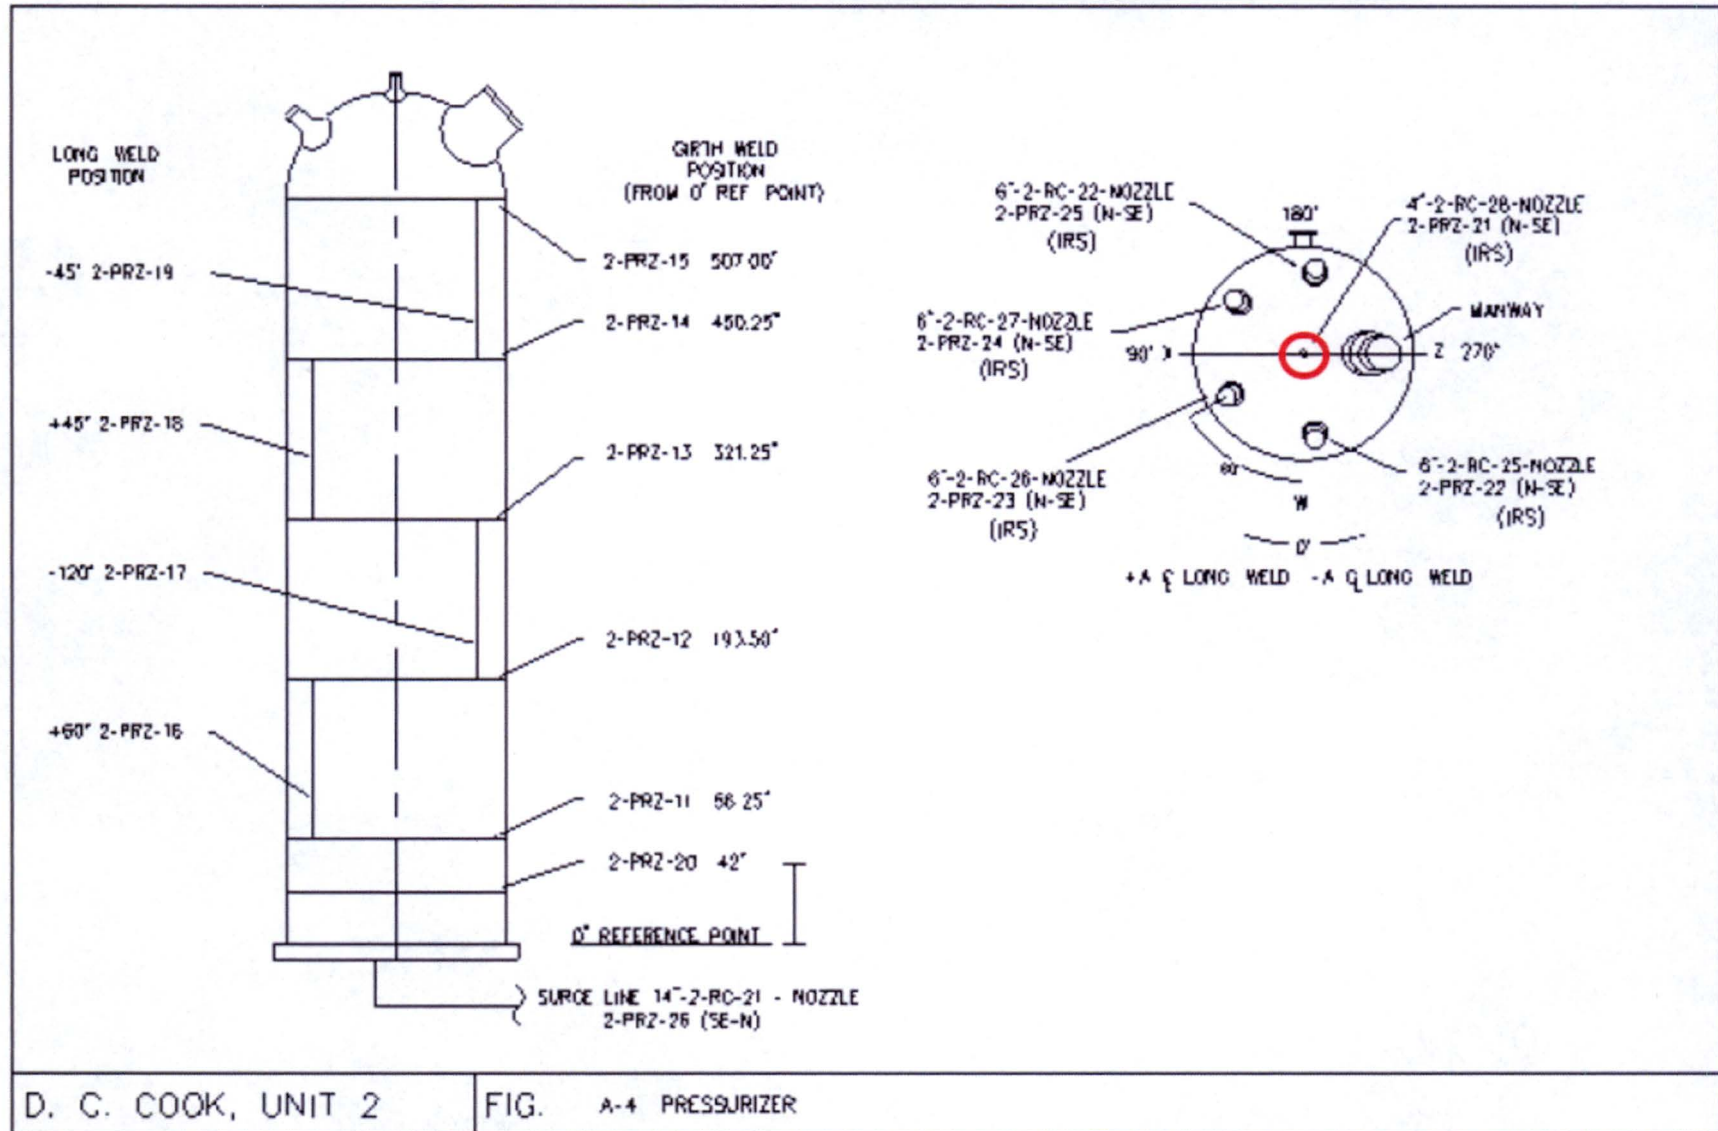 LONG WELD
POSITION
-45° 2-PRZ-19
+45° 2-PRZ-18
-120° 2-PRZ-17
+60° 2-PRZ-16
GIRTH WELD
POSITION
(FROM 0" REF POINT)
2-PRZ-15 507.00"
2-PRZ-14 450.25"
2-PRZ-13 321.25"
2-PRZ-12 193.50"
2-PRZ-11 66.25"
2-PRZ-20 42"
0" REFERENCE POINT
SURGE LINE 14"-2-RC-21 - NOZZLE
2-PRZ-26 (SE-N)
6"-2-RC-22-NOZZLE
2-PRZ-25 (N-SE)
(IRS)
180°
4"-2-RC-28-NOZZLE
2-PRZ-21 (N-SE)
(IRS)
MANWAY
6"-2-RC-27-NOZZLE
2-PRZ-24 (N-SE)
(IRS)
90° X
Z 270°
6"-2-RC-26-NOZZLE
2-PRZ-23 (N-SE)
(IRS)
60°
W
0°
6"-2-RC-25-NOZZLE
2-PRZ-22 (N-SE)
(IRS)
+A ℄ LONG WELD -A ℄ LONG WELD
D. C. COOK, UNIT 2
FIG. A-4 PRESSURIZER